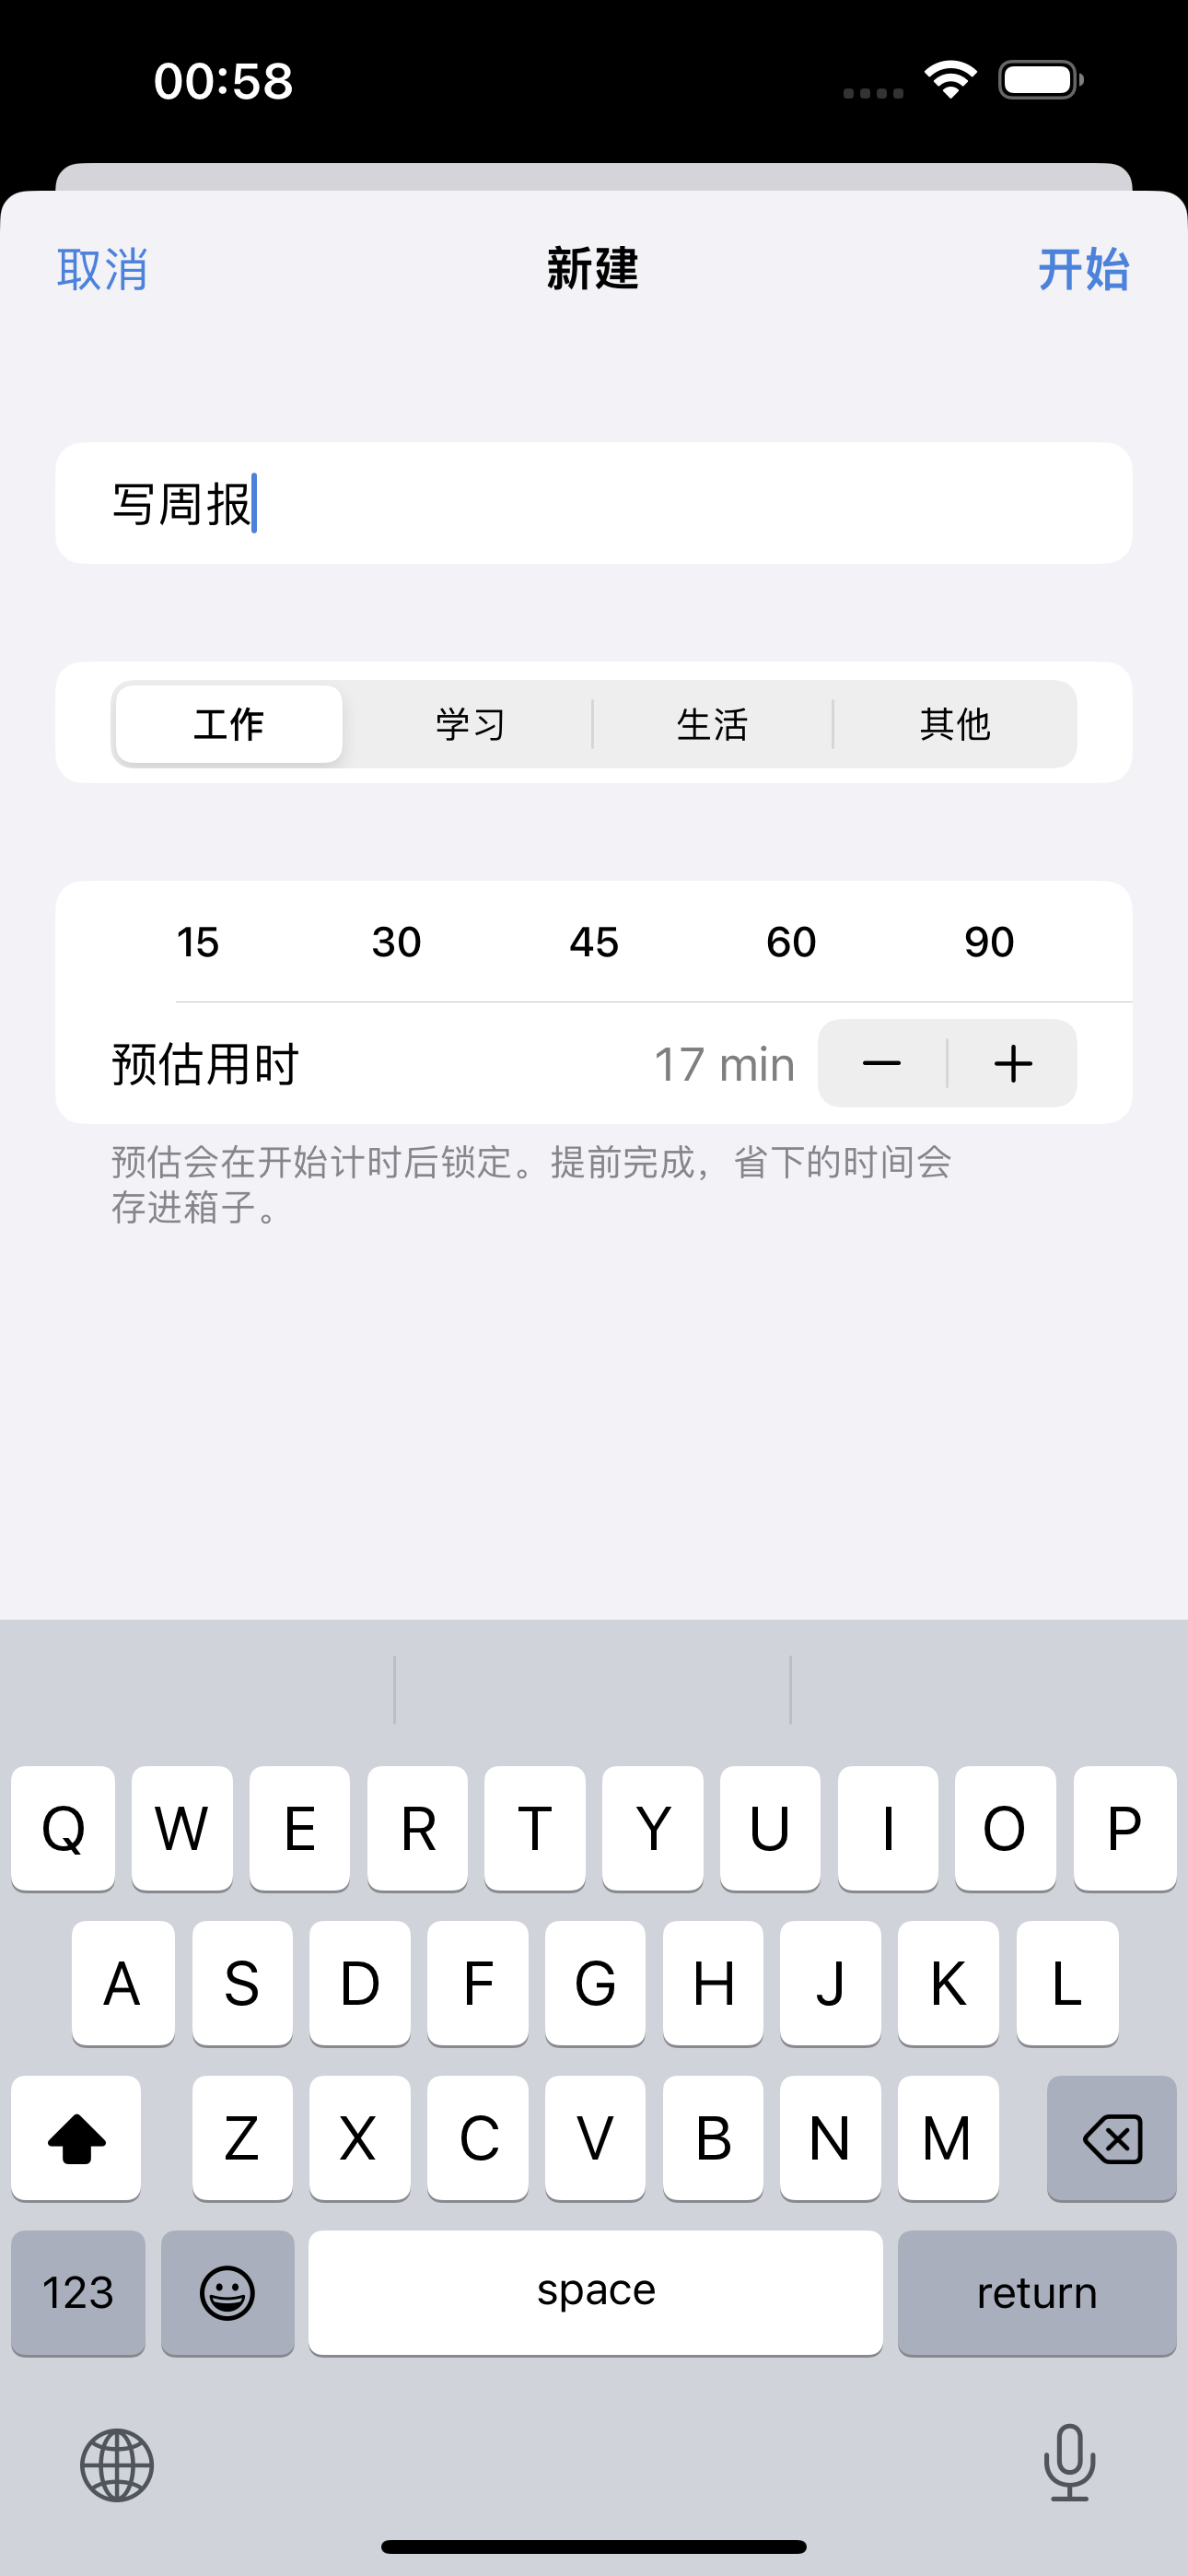 00:58
取消 新建 开始
写周报
工作 学习 生活 其他
15 30 45 60 90
预估用时 17 min
预估会在开始计时后锁定。提前完成，省下的时间会
存进箱子。
Q W E R T Y U I O P
A S D F G H J K L
Z X C V B N M
123 space return